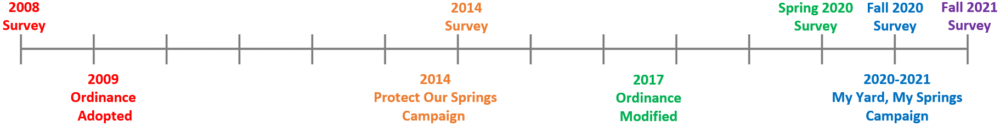 2008
Survey
2014
Survey
Spring 2020
Survey
Fall 2020
Survey
Fall 2021
Survey
2009
Ordinance
Adopted
2014
Protect Our Springs
Campaign
2017
Ordinance
Modified
2020-2021
My Yard, My Springs
Campaign